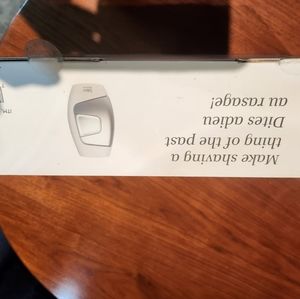 Make shaving a
thing of the past
Dites adieu
au rasage!